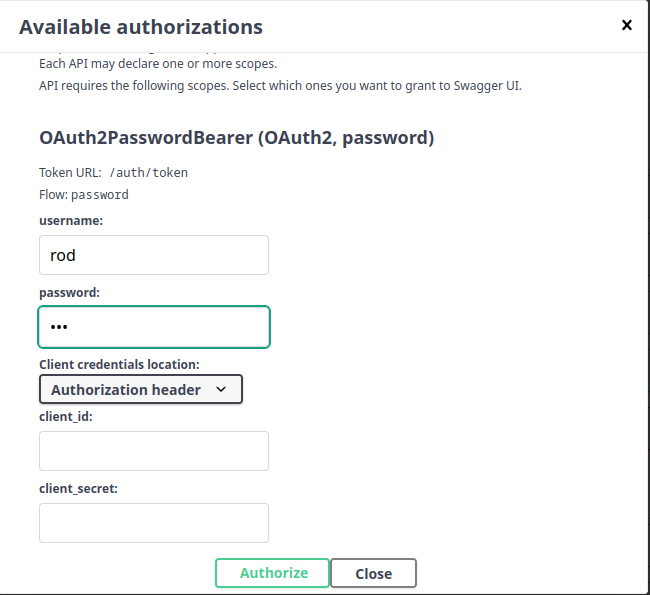 Available authorizations
Each API may declare one or more scopes.
API requires the following scopes. Select which ones you want to grant to Swagger UI.
OAuth2PasswordBearer (OAuth2, password)
Token URL: /auth/token
Flow: password
username:
rod
password:
•••
Client credentials location:
Authorization header
client_id:
client_secret:
Authorize Close